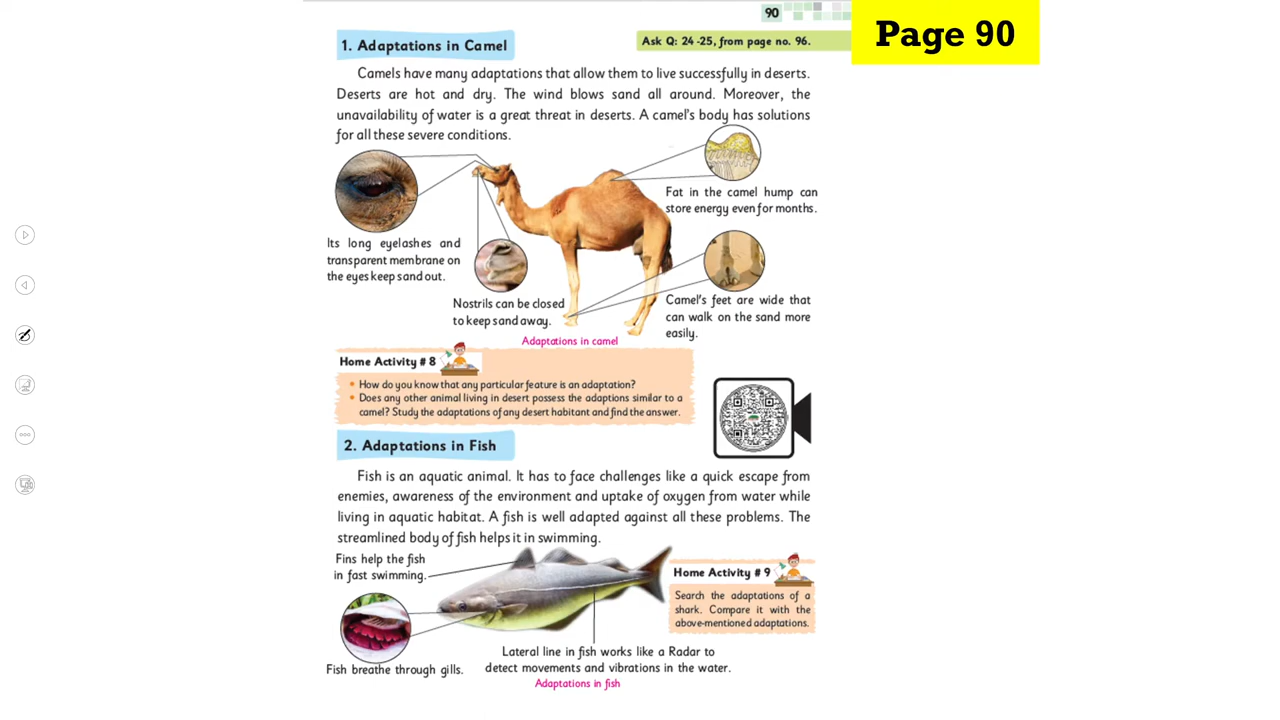 90
Page 90
1. Adaptations in Camel
Ask Q: 24 -25, from page no. 96.
Camels have many adaptations that allow them to live successfully in deserts.
Deserts are hot and dry. The wind blows sand all around. Moreover, the
unavailability of water is a great threat in deserts. A camel's body has solutions
for all these severe conditions.
Fat in the camel hump can
store energy even for months.
Its long eyelashes and
transparent membrane on
the eyes keep sand out.
Nostrils can be closed
to keep sand away.
Camel's feet are wide that
can walk on the sand more
easily.
Adaptations in camel
Home Activity # 8
• How do you know that any particular feature is an adaptation?
• Does any other animal living in desert possess the adaptions similar to a
camel? Study the adaptations of any desert habitant and find the answer.
2. Adaptations in Fish
Fish is an aquatic animal. It has to face challenges like a quick escape from
enemies, awareness of the environment and uptake of oxygen from water while
living in aquatic habitat. A fish is well adapted against all these problems. The
streamlined body of fish helps it in swimming.
Fins help the fish
in fast swimming.
Home Activity # 9
Search the adaptations of a
shark. Compare it with the
above-mentioned adaptations.
Fish breathe through gills.
Lateral line in fish works like a Radar to
detect movements and vibrations in the water.
Adaptations in fish